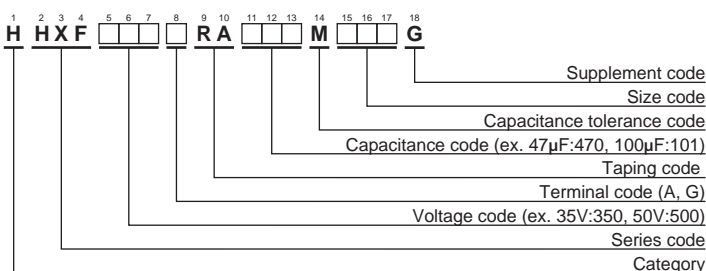 1 2 3 4 5 6 7 8 9 10 11 12 13 14 15 16 17 18
H HXF □□□ □ RA □□□ M □□□ G
Supplement code
Size code
Capacitance tolerance code
Capacitance code (ex. 47μF:470, 100μF:101)
Taping code
Terminal code (A, G)
Voltage code (ex. 35V:350, 50V:500)
Series code
Category